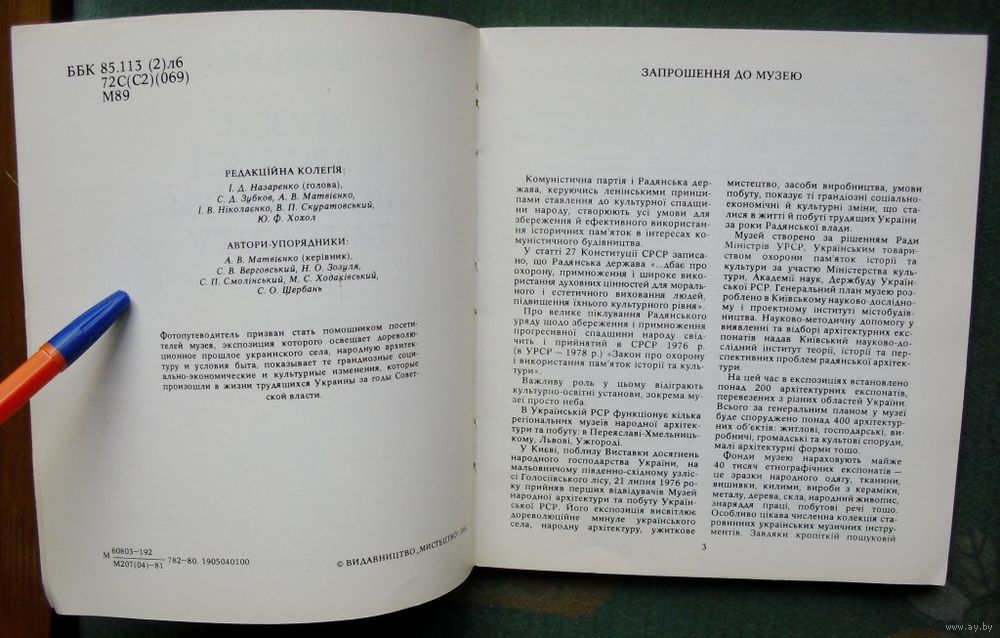 ББК 85.113 (2)л6
72С(С2)(069)
М89
РЕДАКЦІЙНА КОЛЕГІЯ:
І. Д. Назаренко (голова),
С. Д. Зубков, А. В. Матвієнко,
І. В. Ніколаєнко, В. П. Скуратовський,
Ю. Ф. Хохол
АВТОРИ-УПОРЯДНИКИ:
А. В. Матвієнко (керівник),
С. В. Верговський, Н. О. Зозуля,
С. П. Смолінський, М. С. Ходаківський,
С. О. Щербань
Фотопутеводитель призван стать помощником посети-
телей музея, экспозиция которого освещает дореволю-
ционное прошлое украинского села, народную архитек-
туру и условия быта, показывает те грандиозные соци-
ально-экономические и культурные изменения, которые
произошли в жизни трудящихся Украины за годы Совет-
ской власти.
М 60803-192
М207(04)-81 782-80. 1905040100
© ВИДАВНИЦТВО „МИСТЕЦТВО",
ЗАПРОШЕННЯ ДО МУЗЕЮ
Комуністична партія і Радянська дер-
жава, керуючись ленінськими принци-
пами ставлення до культурної спадщи-
ни народу, створюють усі умови для
збереження й ефективного використан-
ня історичних пам'яток в інтересах ко-
муністичного будівництва.
У статті 27 Конституції СРСР записа-
но, що Радянська держава «...дбає про
охорону, примноження і широке вико-
ристання духовних цінностей для мораль-
ного і естетичного виховання людей,
підвищення їхнього культурного рівня».
Про велике піклування Радянського
уряду щодо збереження і примноження
прогресивної спадщини народу свід-
чить і прийнятий в СРСР 1976 р.
(в УРСР — 1978 р.) «Закон про охорону
і використання пам'яток історії та куль-
тури».
Важливу роль у цьому відіграють
культурно-освітні установи, зокрема му-
зеї просто неба.
В Українській РСР функціонує кілька
регіональних музеїв народної архітек-
тури та побуту: в Переяславі-Хмельниць-
кому, Львові, Ужгороді.
У Києві, поблизу Виставки досягнень
народного господарства України, на
мальовничому південно-східному узліс-
сі Голосіївського лісу, 21 липня 1976 ро-
ку прийняв перших відвідувачів Музей
народної архітектури та побуту Україн-
ської РСР. Його експозиція висвітлює
дореволюційне минуле українського
села, народну архітектуру, ужиткове
мистецтво, засоби виробництва, умови
побуту, показує ті грандіозні соціально-
економічні й культурні зміни, що ста-
лися в житті й побуті трудящих України
за роки Радянської влади.
Музей створено за рішенням Ради
Міністрів УРСР, Українським товари-
ством охорони пам'яток історії та
культури за участю Міністерства куль-
тури, Академії наук, Держбуду Україн-
ської РСР. Генеральний план музею роз-
роблено в Київському науково-дослідно-
му і проектному інституті містобудів-
ництва. Науково-методичну допомогу у
виявленні та відборі архітектурних екс-
понатів надав Київський науково-до-
слідний інститут теорії, історії та пер-
спективних проблем радянської архітек-
тури.
На цей час в експозиціях встановлено
понад 200 архітектурних експонатів,
перевезених з різних областей України.
Всього за генеральним планом у музеї
буде споруджено понад 400 архітектур-
них об'єктів: житлові, господарські, ви-
робничі, громадські та культові споруди,
малі архітектурні форми тощо.
Фонди музею нараховують майже
40 тисяч етнографічних експонатів —
це зразки народного одягу, тканини,
вишивки, килими, вироби з кераміки,
металу, дерева, скла, народний живопис,
знаряддя праці, побутові речі тощо.
Особливо цікава численна колекція ста-
ровинних українських музичних інстру-
ментів. Завдяки кропіткій пошуковій
3
www.ay.by